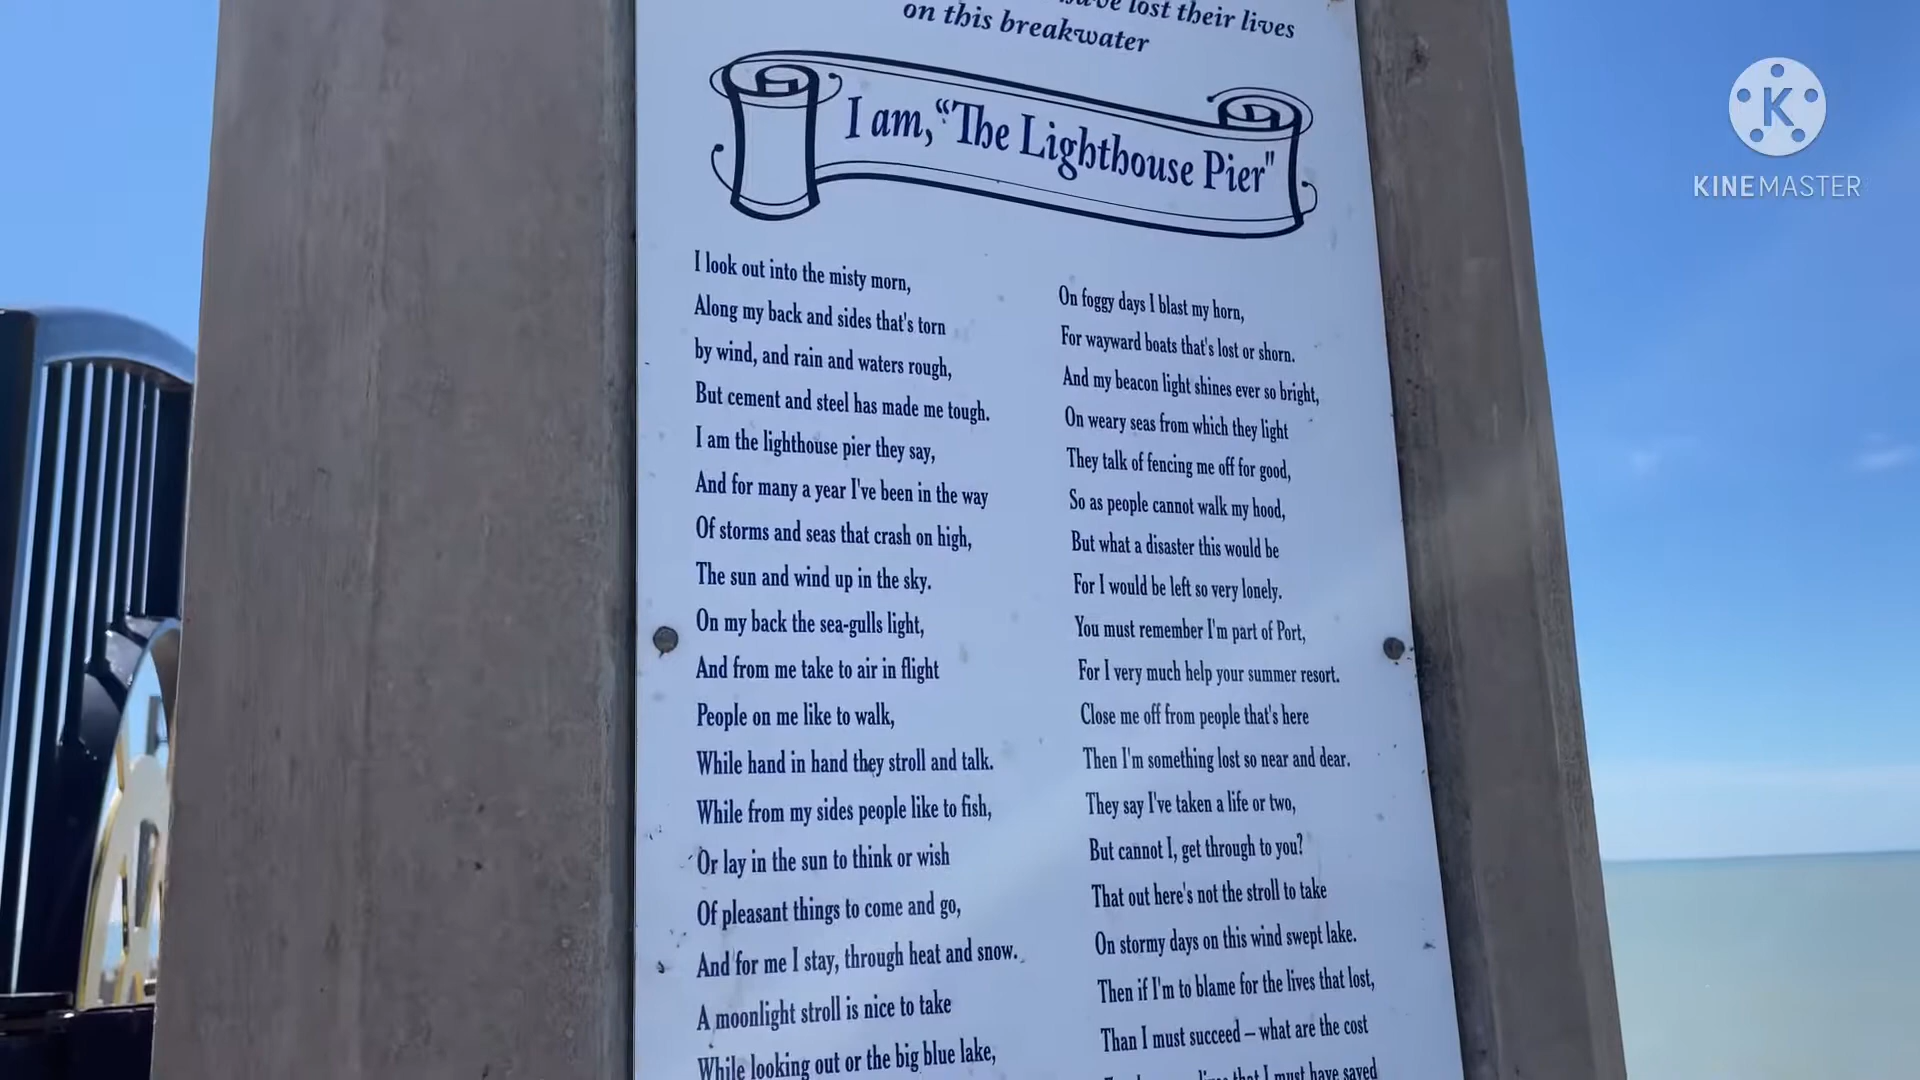 lost their lives
on this breakwater
I am, “The Lighthouse Pier"
I look out into the misty morn,
Along my back and sides that's torn
by wind, and rain and waters rough,
But cement and steel has made me tough.
I am the lighthouse pier they say,
And for many a year I've been in the way
Of storms and seas that crash on high,
The sun and wind up in the sky.
On my back the sea-gulls light,
And from me take to air in flight
People on me like to walk,
While hand in hand they stroll and talk.
While from my sides people like to fish,
Or lay in the sun to think or wish
Of pleasant things to come and go,
And for me I stay, through heat and snow.
A moonlight stroll is nice to take
While looking out or the big blue lake,
On foggy days I blast my horn,
For wayward boats that's lost or shorn.
And my beacon light shines ever so bright,
On weary seas from which they light
They talk of fencing me off for good,
So as people cannot walk my hood,
But what a disaster this would be
For I would be left so very lonely.
You must remember I'm part of Port,
For I very much help your summer resort.
Close me off from people that's here
Then I'm something lost so near and dear.
They say I've taken a life or two,
But cannot I, get through to you?
That out here's not the stroll to take
On stormy days on this wind swept lake.
Then if I'm to blame for the lives that lost,
Than I must succeed – what are the cost
that I must have saved
K
KINEMASTER